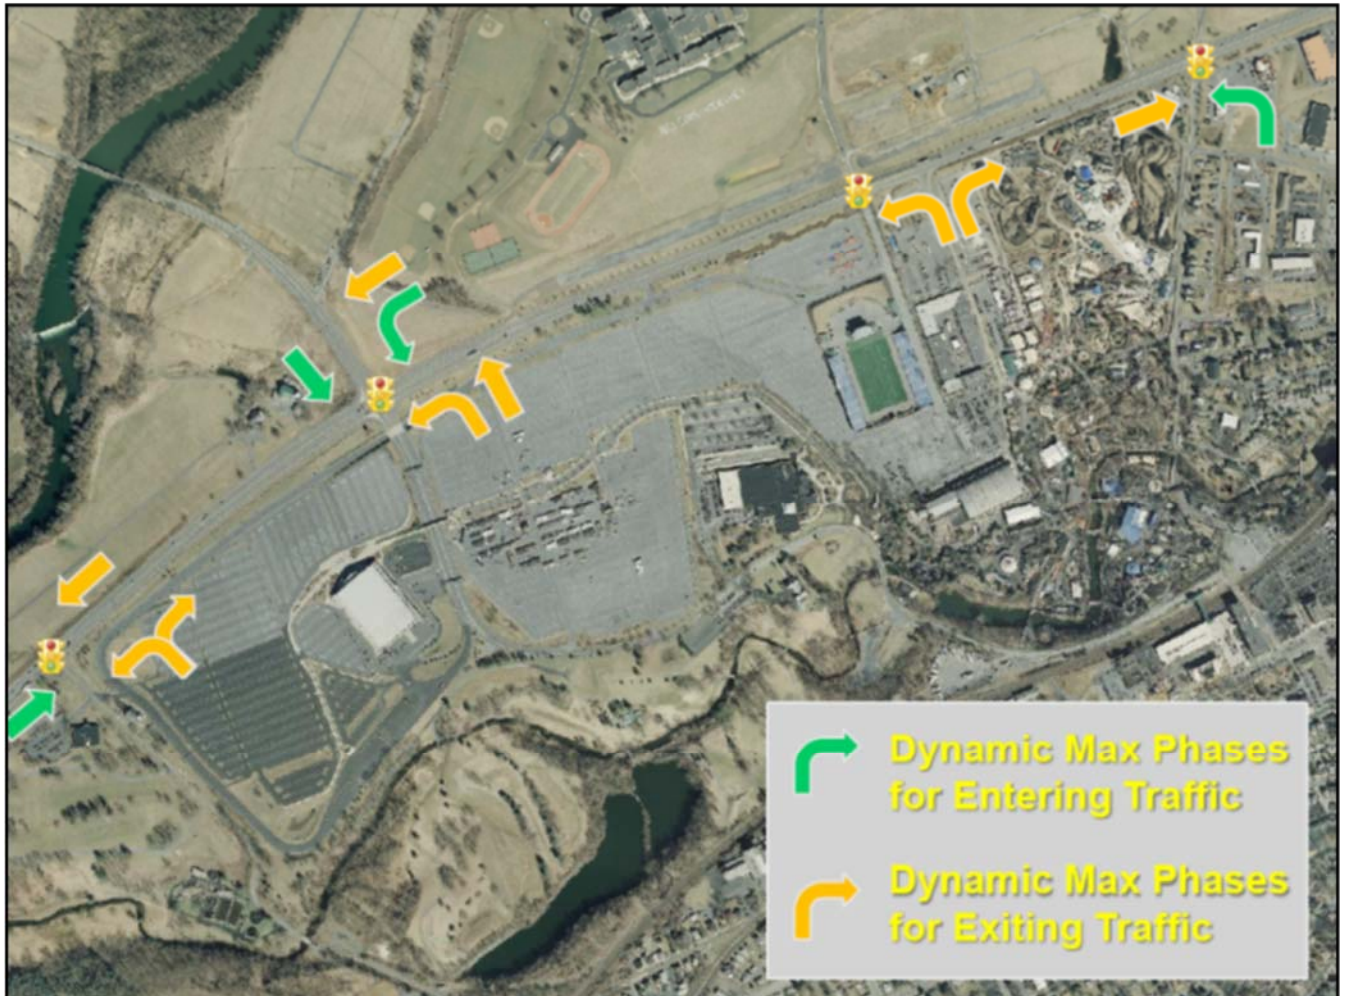 Dynamic Max Phases
for Entering Traffic
Dynamic Max Phases
for Exiting Traffic